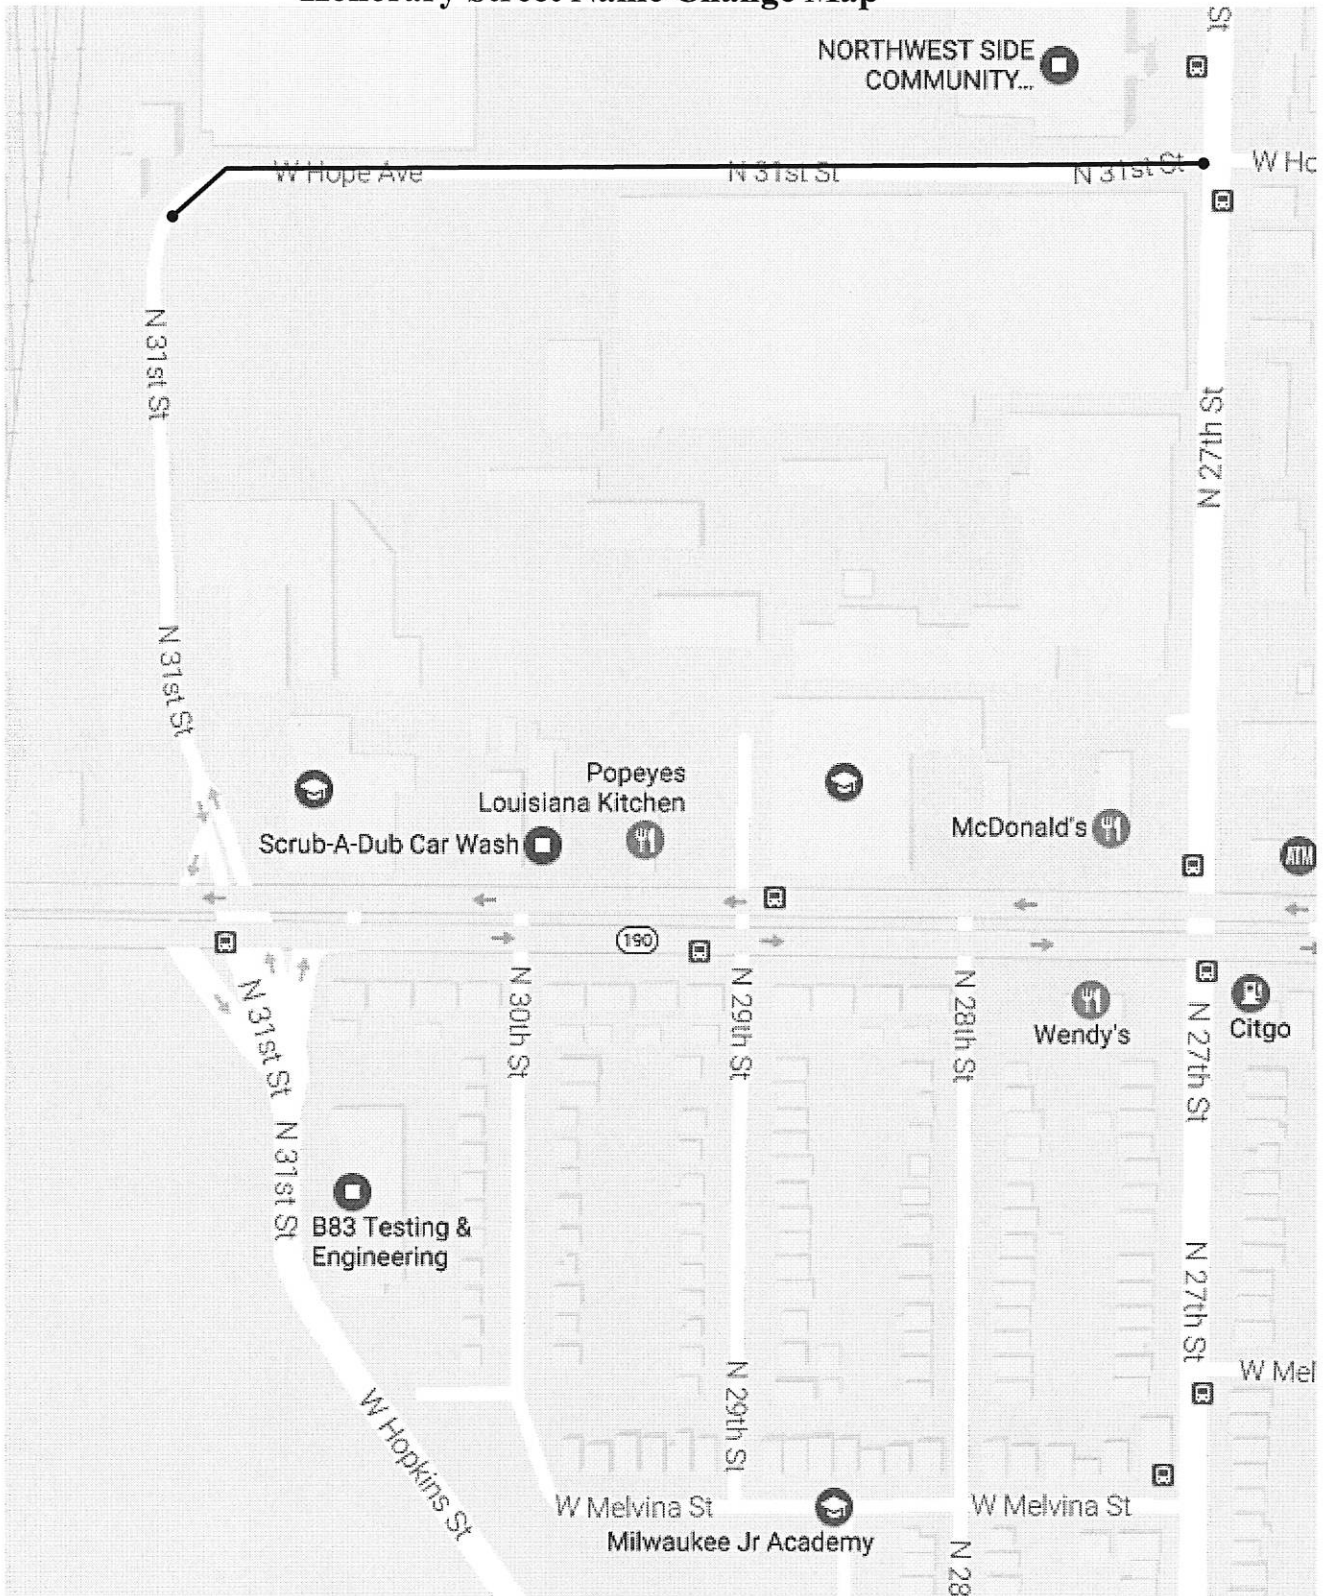 Honorary Street Name Change Map
St
NORTHWEST SIDE
COMMUNITY...
W Hope Ave
N 31st St
N 31st St
W Ho
N 31st St
N 27th St
N 31st St
Popeyes
Louisiana Kitchen
McDonald's
Scrub-A-Dub Car Wash
ATM
190
N 31st St
N 30th St
N 29th St
N 28th St
Wendy's
N 27th St
Citgo
N 31st St
B83 Testing &
Engineering
N 27th St
W Mel
N 29th St
W Hopkins St
W Melvina St
W Melvina St
Milwaukee Jr Academy
N 28